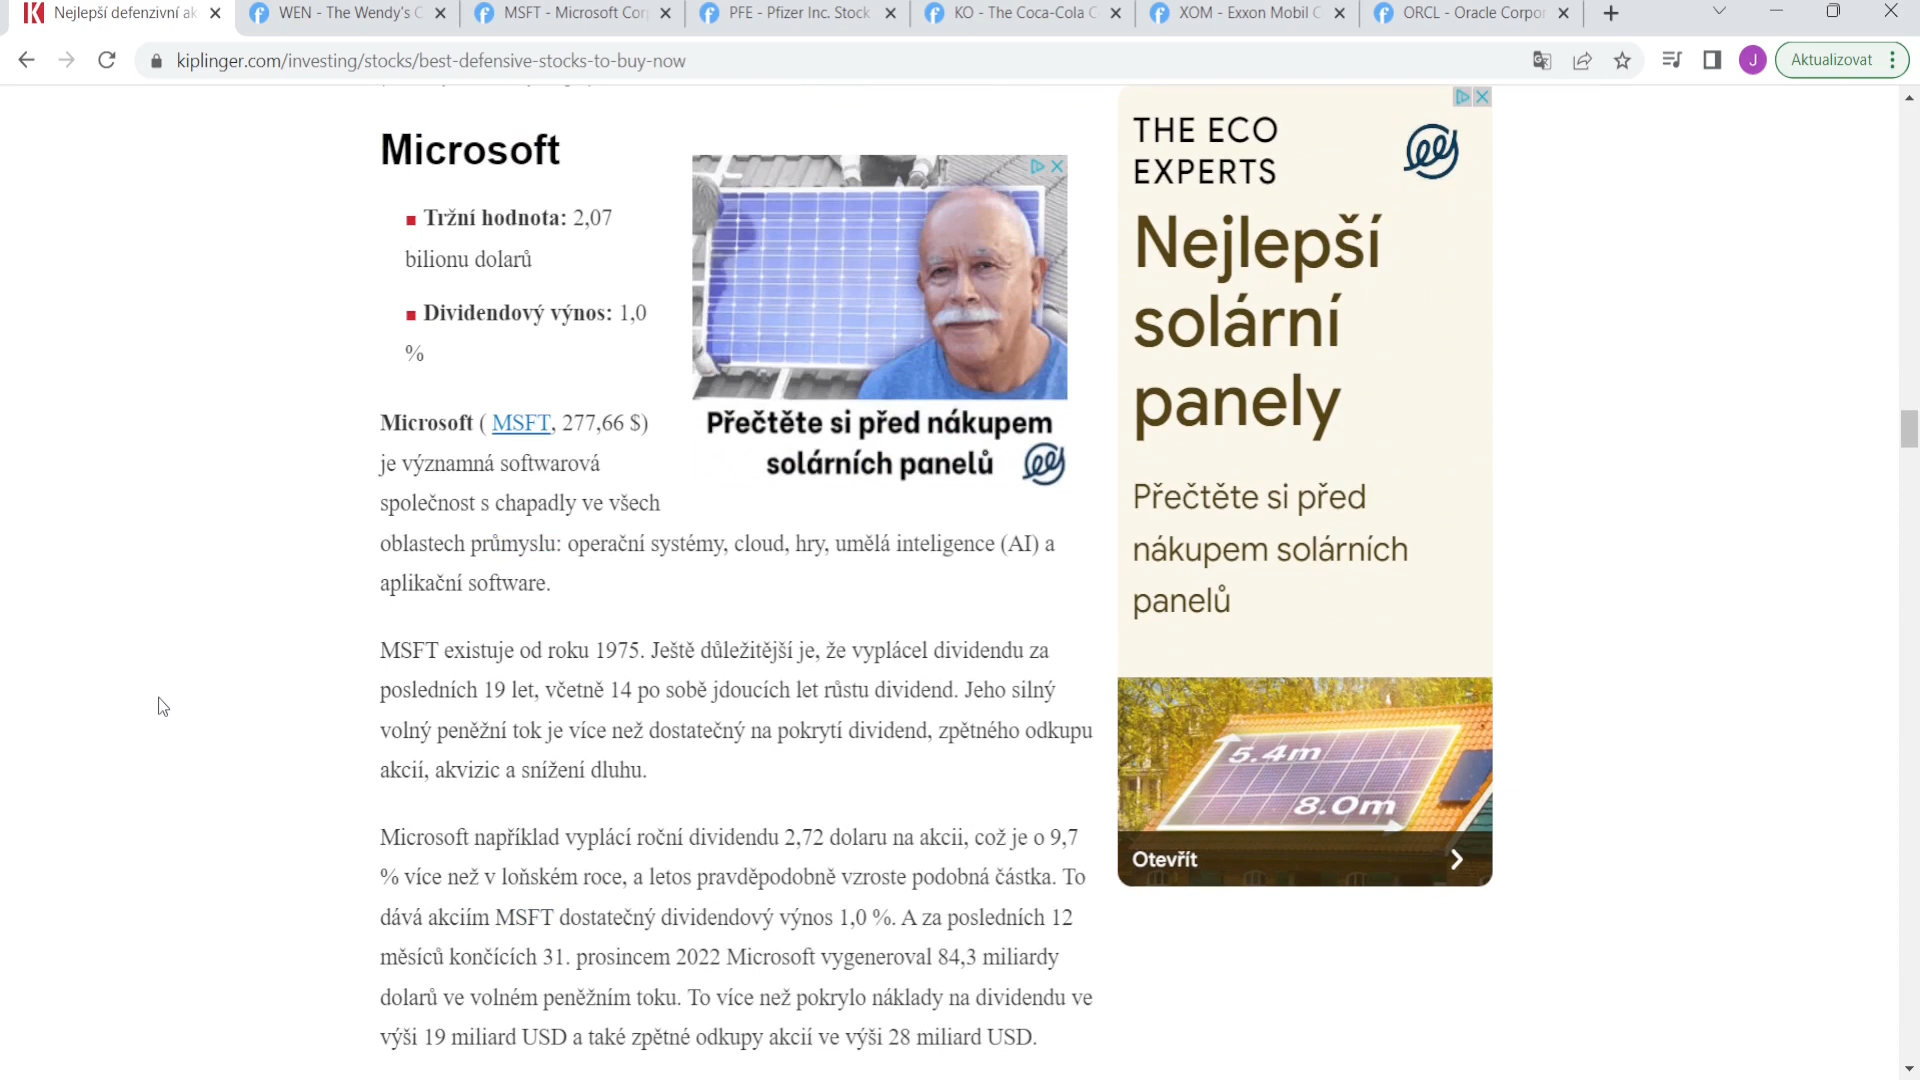 Nejlepší defenzivní ak
WEN - The Wendy's C
MSFT - Microsoft Cor
PFE - Pfizer Inc. Stock
KO - The Coca-Cola C
XOM - Exxon Mobil C
ORCL - Oracle Corpor
kiplinger.com/investing/stocks/best-defensive-stocks-to-buy-now
J
Aktualizovat
Microsoft
Tržní hodnota: 2,07
bilionu dolarů
Dividendový výnos: 1,0
%
Přečtěte si před nákupem
solárních panelů
Microsoft ( MSFT, 277,66 $)
je významná softwarová
společnost s chapadly ve všech
oblastech průmyslu: operační systémy, cloud, hry, umělá inteligence (AI) a
aplikační software.
MSFT existuje od roku 1975. Ještě důležitější je, že vyplácel dividendu za
posledních 19 let, včetně 14 po sobě jdoucích let růstu dividend. Jeho silný
volný peněžní tok je více než dostatečný na pokrytí dividend, zpětného odkupu
akcií, akvizic a snížení dluhu.
Microsoft například vyplácí roční dividendu 2,72 dolaru na akcii, což je o 9,7
% více než v loňském roce, a letos pravděpodobně vzroste podobná částka. To
dává akciím MSFT dostatečný dividendový výnos 1,0 %. A za posledních 12
měsíců končících 31. prosincem 2022 Microsoft vygeneroval 84,3 miliardy
dolarů ve volném peněžním toku. To více než pokrylo náklady na dividendu ve
výši 19 miliard USD a také zpětné odkupy akcií ve výši 28 miliard USD.
THE ECO
EXPERTS
Nejlepší
solární
panely
Přečtěte si před
nákupem solárních
panelů
5.4m
8.0m
Otevřít